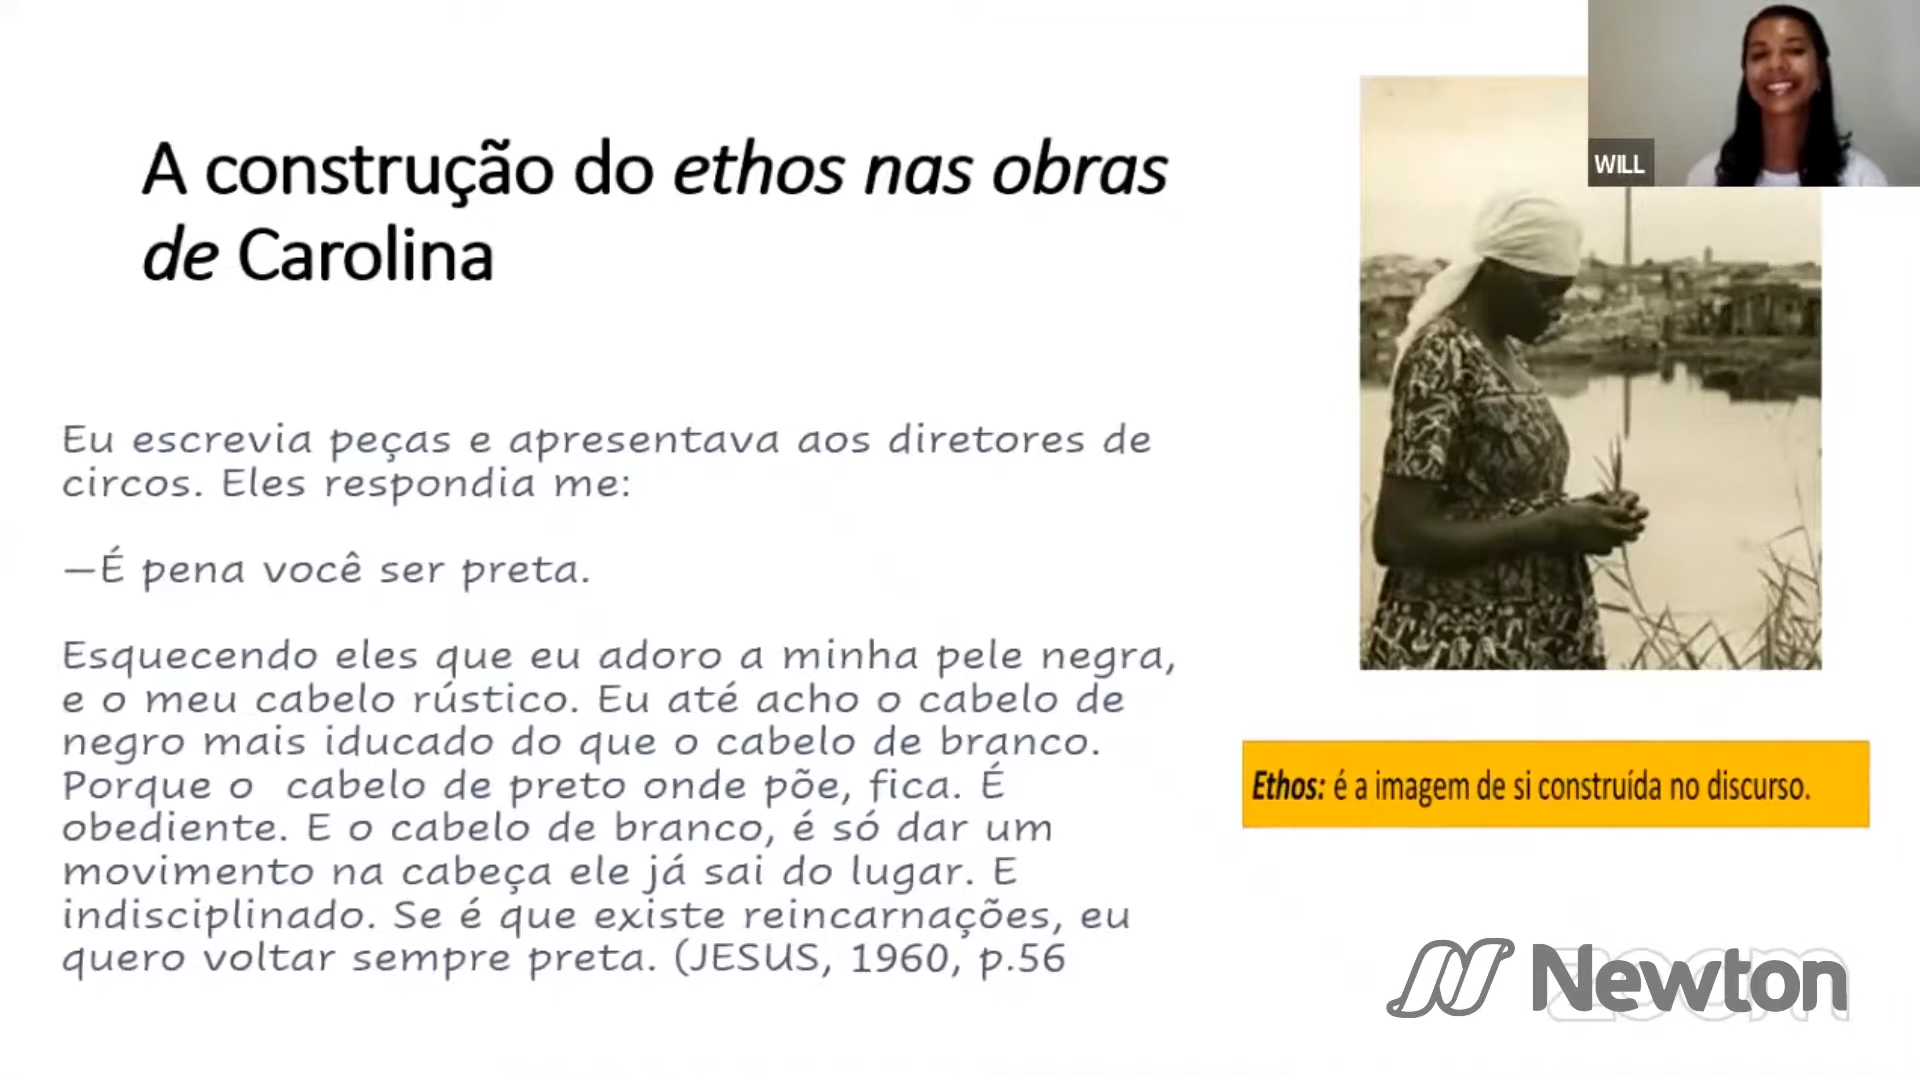 WILL
A construção do ethos nas obras
de Carolina
Eu escrevia peças e apresentava aos diretores de
circos. Eles respondia me:
—É pena você ser preta.
Esquecendo eles que eu adoro a minha pele negra,
e o meu cabelo rústico. Eu até acho o cabelo de
negro mais iducado do que o cabelo de branco.
Porque o  cabelo de preto onde põe, fica. É
obediente. E o cabelo de branco, é só dar um
movimento na cabeça ele já sai do lugar. E
indisciplinado. Se é que existe reincarnações, eu
quero voltar sempre preta. (JESUS, 1960, p.56
Ethos: é a imagem de si construída no discurso.
Newton
zoom